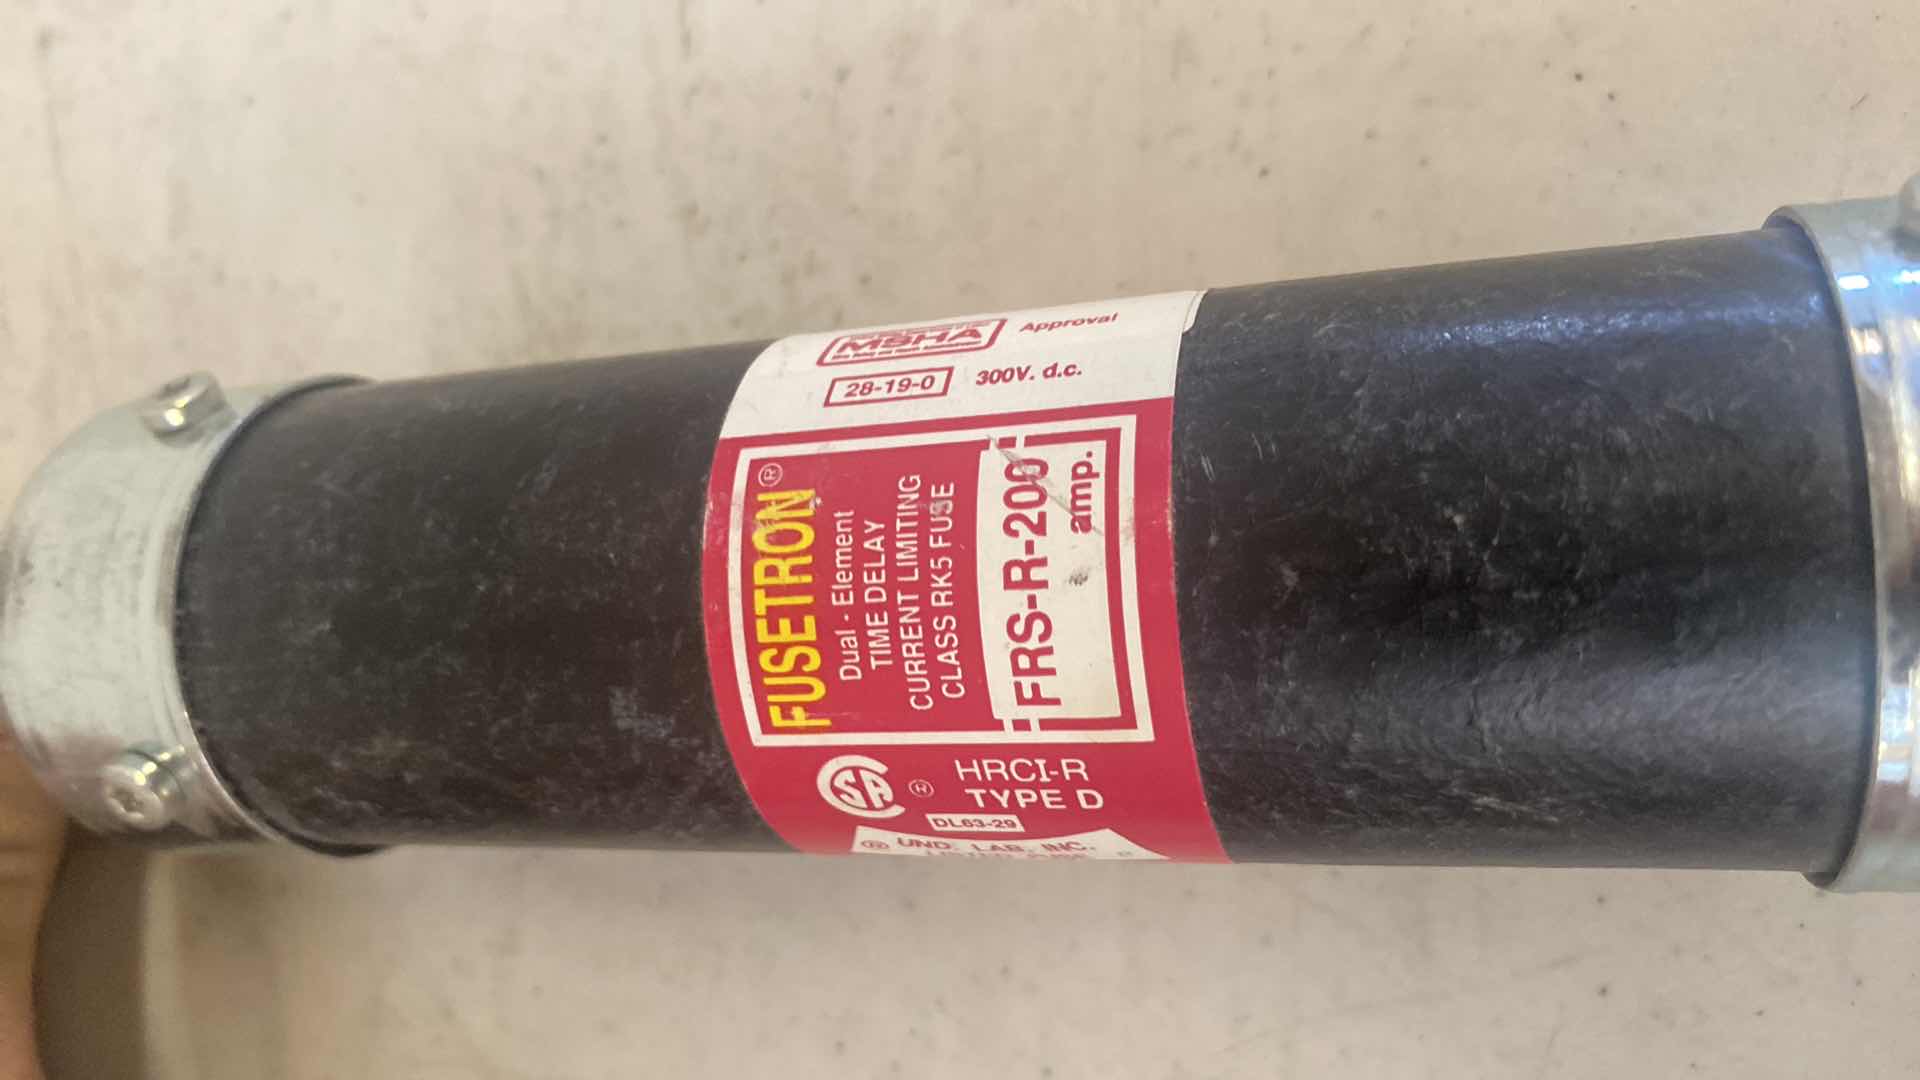 MSHA Approval
28-19-0 300V. d.c.
FUSETRON®
Dual - Element
TIME DELAY
CURRENT LIMITING
CLASS RK5 FUSE
FRS-R-200
amp.
SA ® HRCI-R
TYPE D
DL63-29
® UND. LAB. INC.